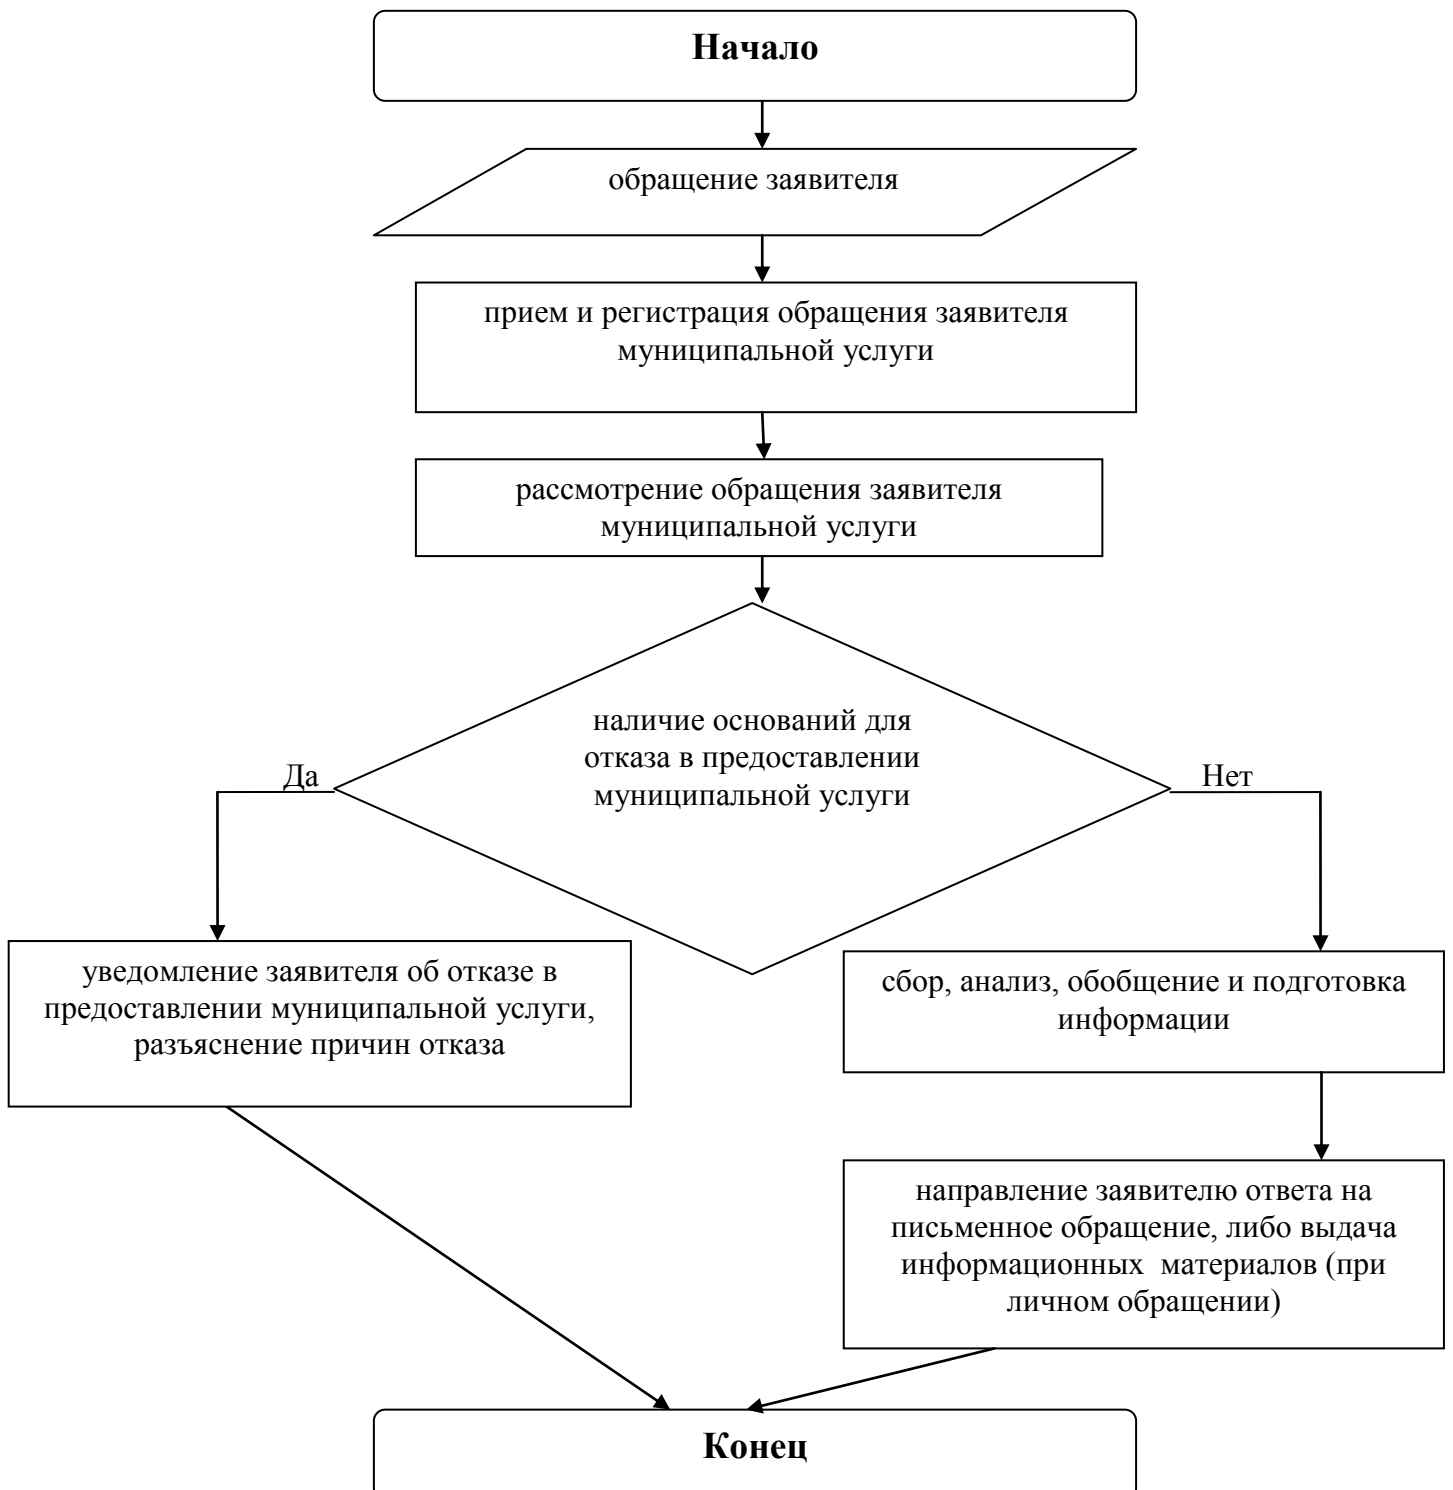 Начало
обращение заявителя
прием и регистрация обращения заявителя
муниципальной услуги
рассмотрение обращения заявителя
муниципальной услуги
наличие оснований для
отказа в предоставлении
муниципальной услуги
Да
Нет
уведомление заявителя об отказе в
предоставлении муниципальной услуги,
разъяснение причин отказа
сбор, анализ, обобщение и подготовка
информации
направление заявителю ответа на
письменное обращение, либо выдача
информационных  материалов (при
личном обращении)
Конец